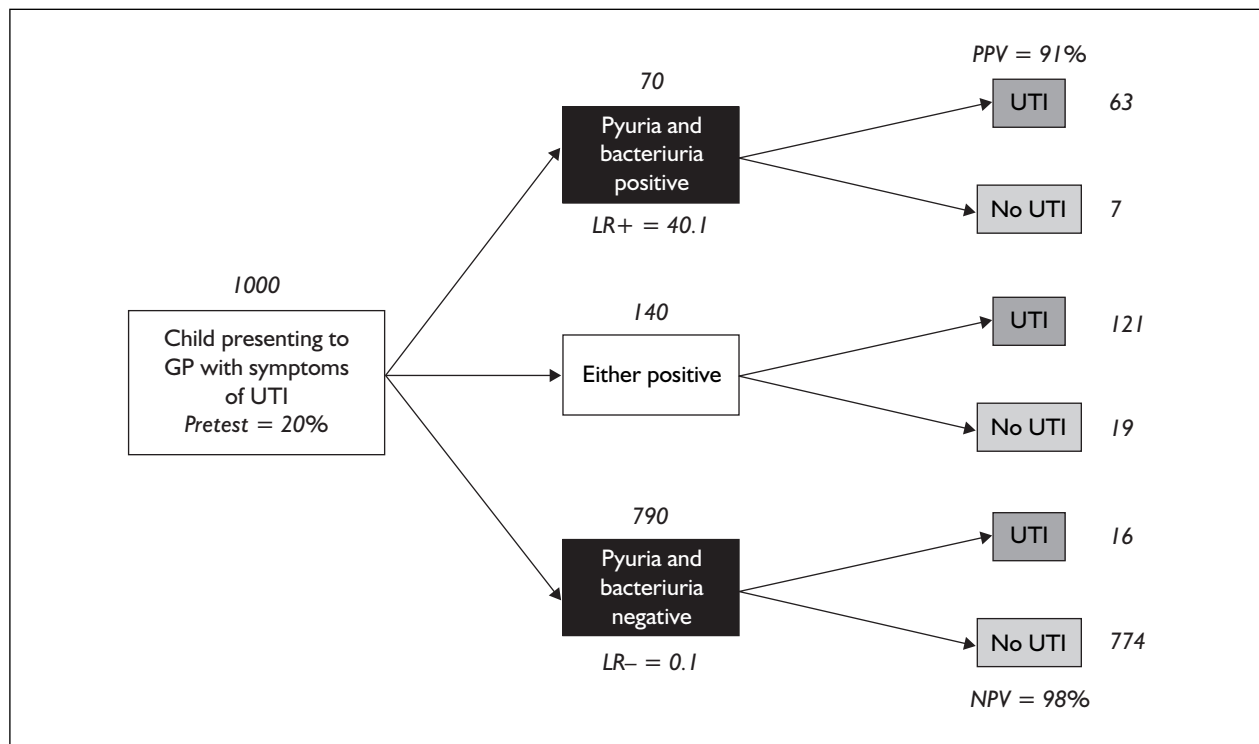 1000
Child presenting to
GP with symptoms
of UTI
Pretest = 20%
70
Pyuria and
bacteriuria
positive
LR+ = 40.1
PPV = 91%
UTI
63
No UTI
7
140
Either positive
UTI
121
No UTI
19
790
Pyuria and
bacteriuria
negative
LR– = 0.1
UTI
16
No UTI
774
NPV = 98%